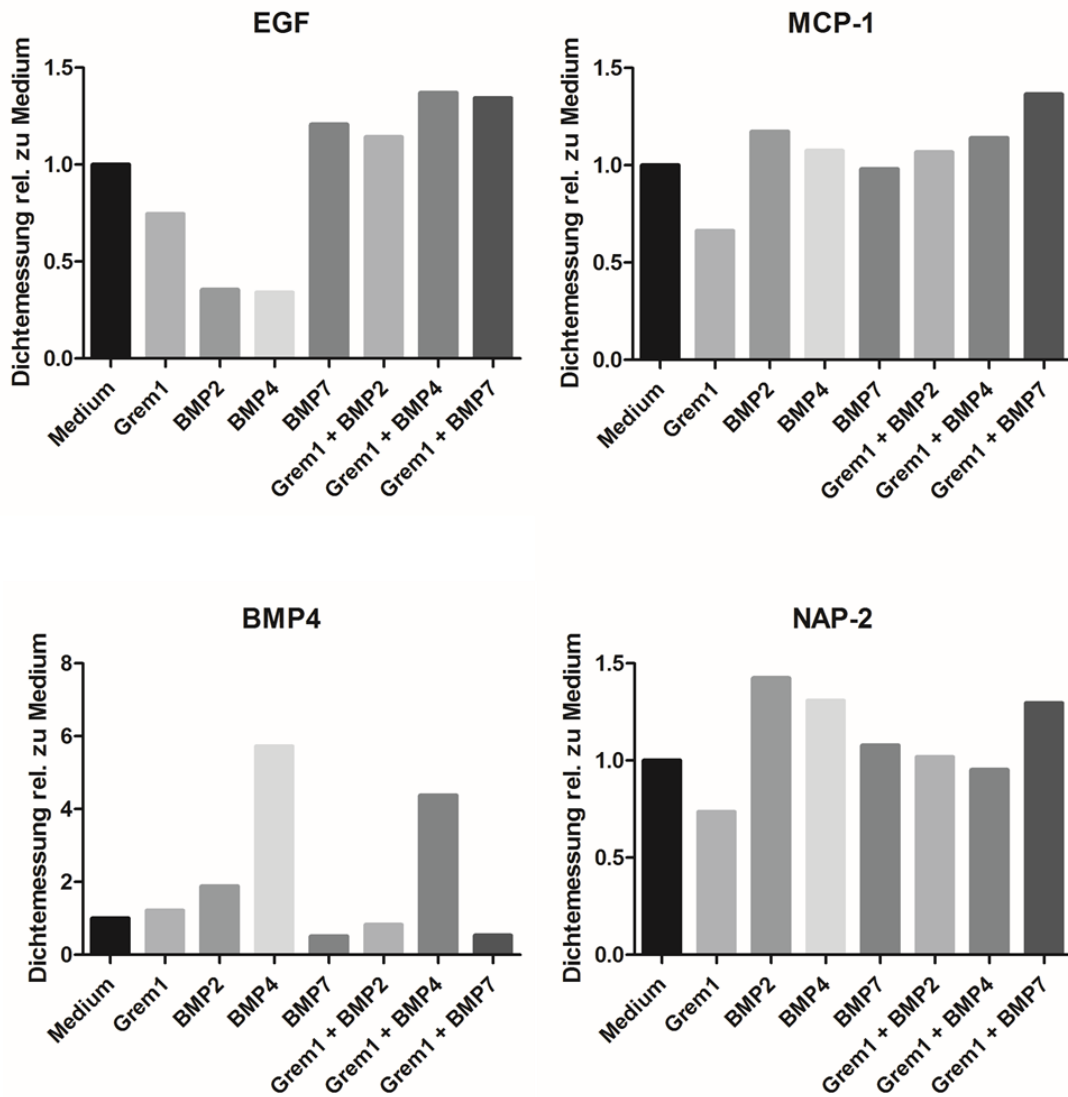 EGF
Dichtemessung rel. zu Medium
1.5
1.0
0.5
0.0
Medium
Grem1
BMP2
BMP4
BMP7
Grem1 + BMP2
Grem1 + BMP4
Grem1 + BMP7
MCP-1
Dichtemessung rel. zu Medium
1.5
1.0
0.5
0.0
Medium
Grem1
BMP2
BMP4
BMP7
Grem1 + BMP2
Grem1 + BMP4
Grem1 + BMP7
BMP4
Dichtemessung rel. zu Medium
8
6
4
2
0
Medium
Grem1
BMP2
BMP4
BMP7
Grem1 + BMP2
Grem1 + BMP4
Grem1 + BMP7
NAP-2
Dichtemessung rel. zu Medium
1.5
1.0
0.5
0.0
Medium
Grem1
BMP2
BMP4
BMP7
Grem1 + BMP2
Grem1 + BMP4
Grem1 + BMP7